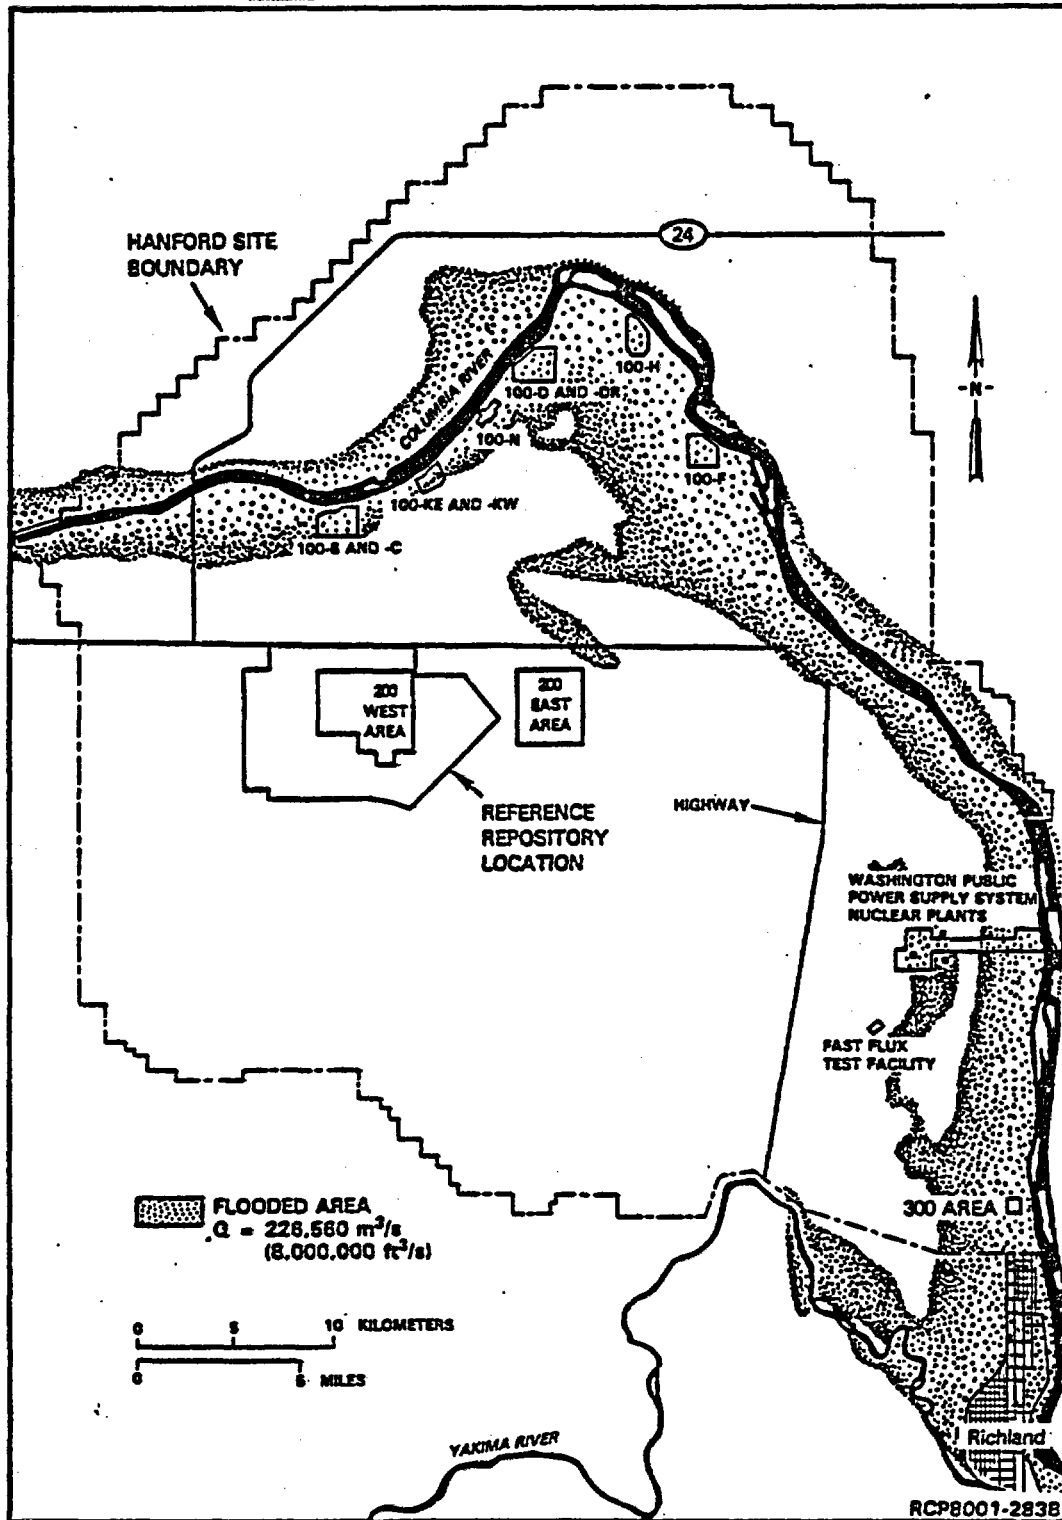 24
HANFORD SITE
BOUNDARY
-N-
COLUMBIA RIVER
100-H
100-D AND -DR
100-N
100-F
100-KE AND -KW
100-B AND -C
200
WEST
AREA
200
EAST
AREA
REFERENCE
REPOSITORY
LOCATION
HIGHWAY
WASHINGTON PUBLIC
POWER SUPPLY SYSTEM
NUCLEAR PLANTS
FAST FLUX
TEST FACILITY
300 AREA
FLOODED AREA
Q = 226,560 m³/s
(8,000,000 ft³/s)
0 5 10 KILOMETERS
0 5 MILES
YAKIMA RIVER
Richland
RCP8001-283B